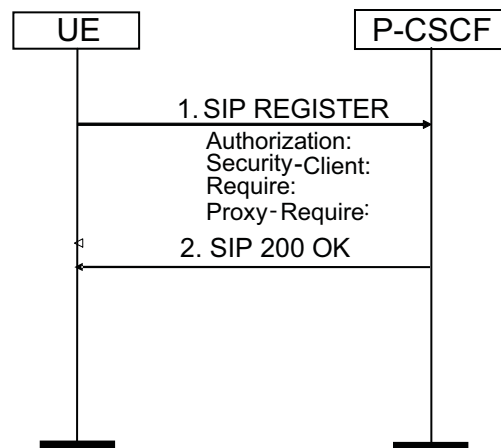 UE
P-CSCF
1. SIP REGISTER
Authorization:
Security-Client:
Require:
Proxy-Require:
2. SIP 200 OK